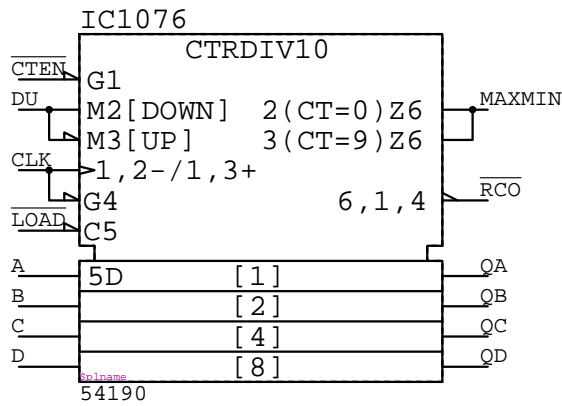 IC1076
CTRDIV10
CTEN G1
DU M2[DOWN] 2(CT=0)Z6 MAXMIN
M3[UP] 3(CT=9)Z6
CLK 1,2-/1,3+
G4 6,1,4 RCO
LOAD C5
A 5D [1] QA
B [2] QB
C [4] QC
D [8] QD
$plname
54190